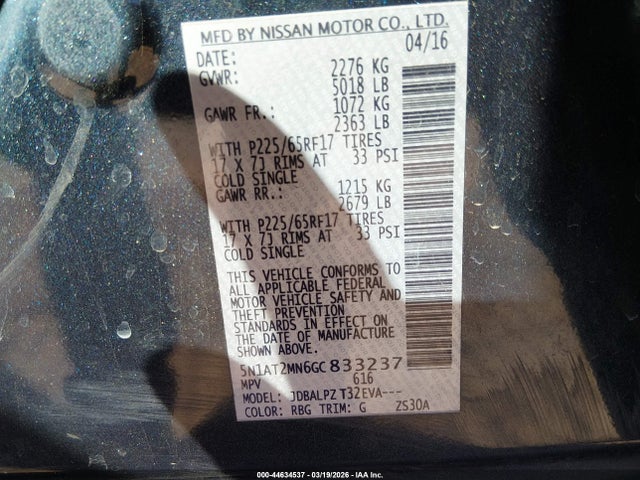 MFD BY NISSAN MOTOR CO., LTD.
DATE: 04/16
GVWR: 2276 KG
5018 LB
GAWR FR.: 1072 KG
2363 LB
WITH P225/65RF17 TIRES
17 X 7J RIMS AT 33 PSI
COLD SINGLE
GAWR RR.: 1215 KG
2679 LB
WITH P225/65RF17 TIRES
17 X 7J RIMS AT 33 PSI
COLD SINGLE
THIS VEHICLE CONFORMS TO
ALL APPLICABLE FEDERAL
MOTOR VEHICLE SAFETY AND
THEFT PREVENTION
STANDARDS IN EFFECT ON
THE DATE OF MANUFACTURE
SHOWN ABOVE.
5N1AT2MN6GC833237
MPV 616
MODEL: JDBALPZ T32EVA---
COLOR: RBG TRIM: G ZS30A
000-44634537 - 03/19/2026 - IAA Inc.